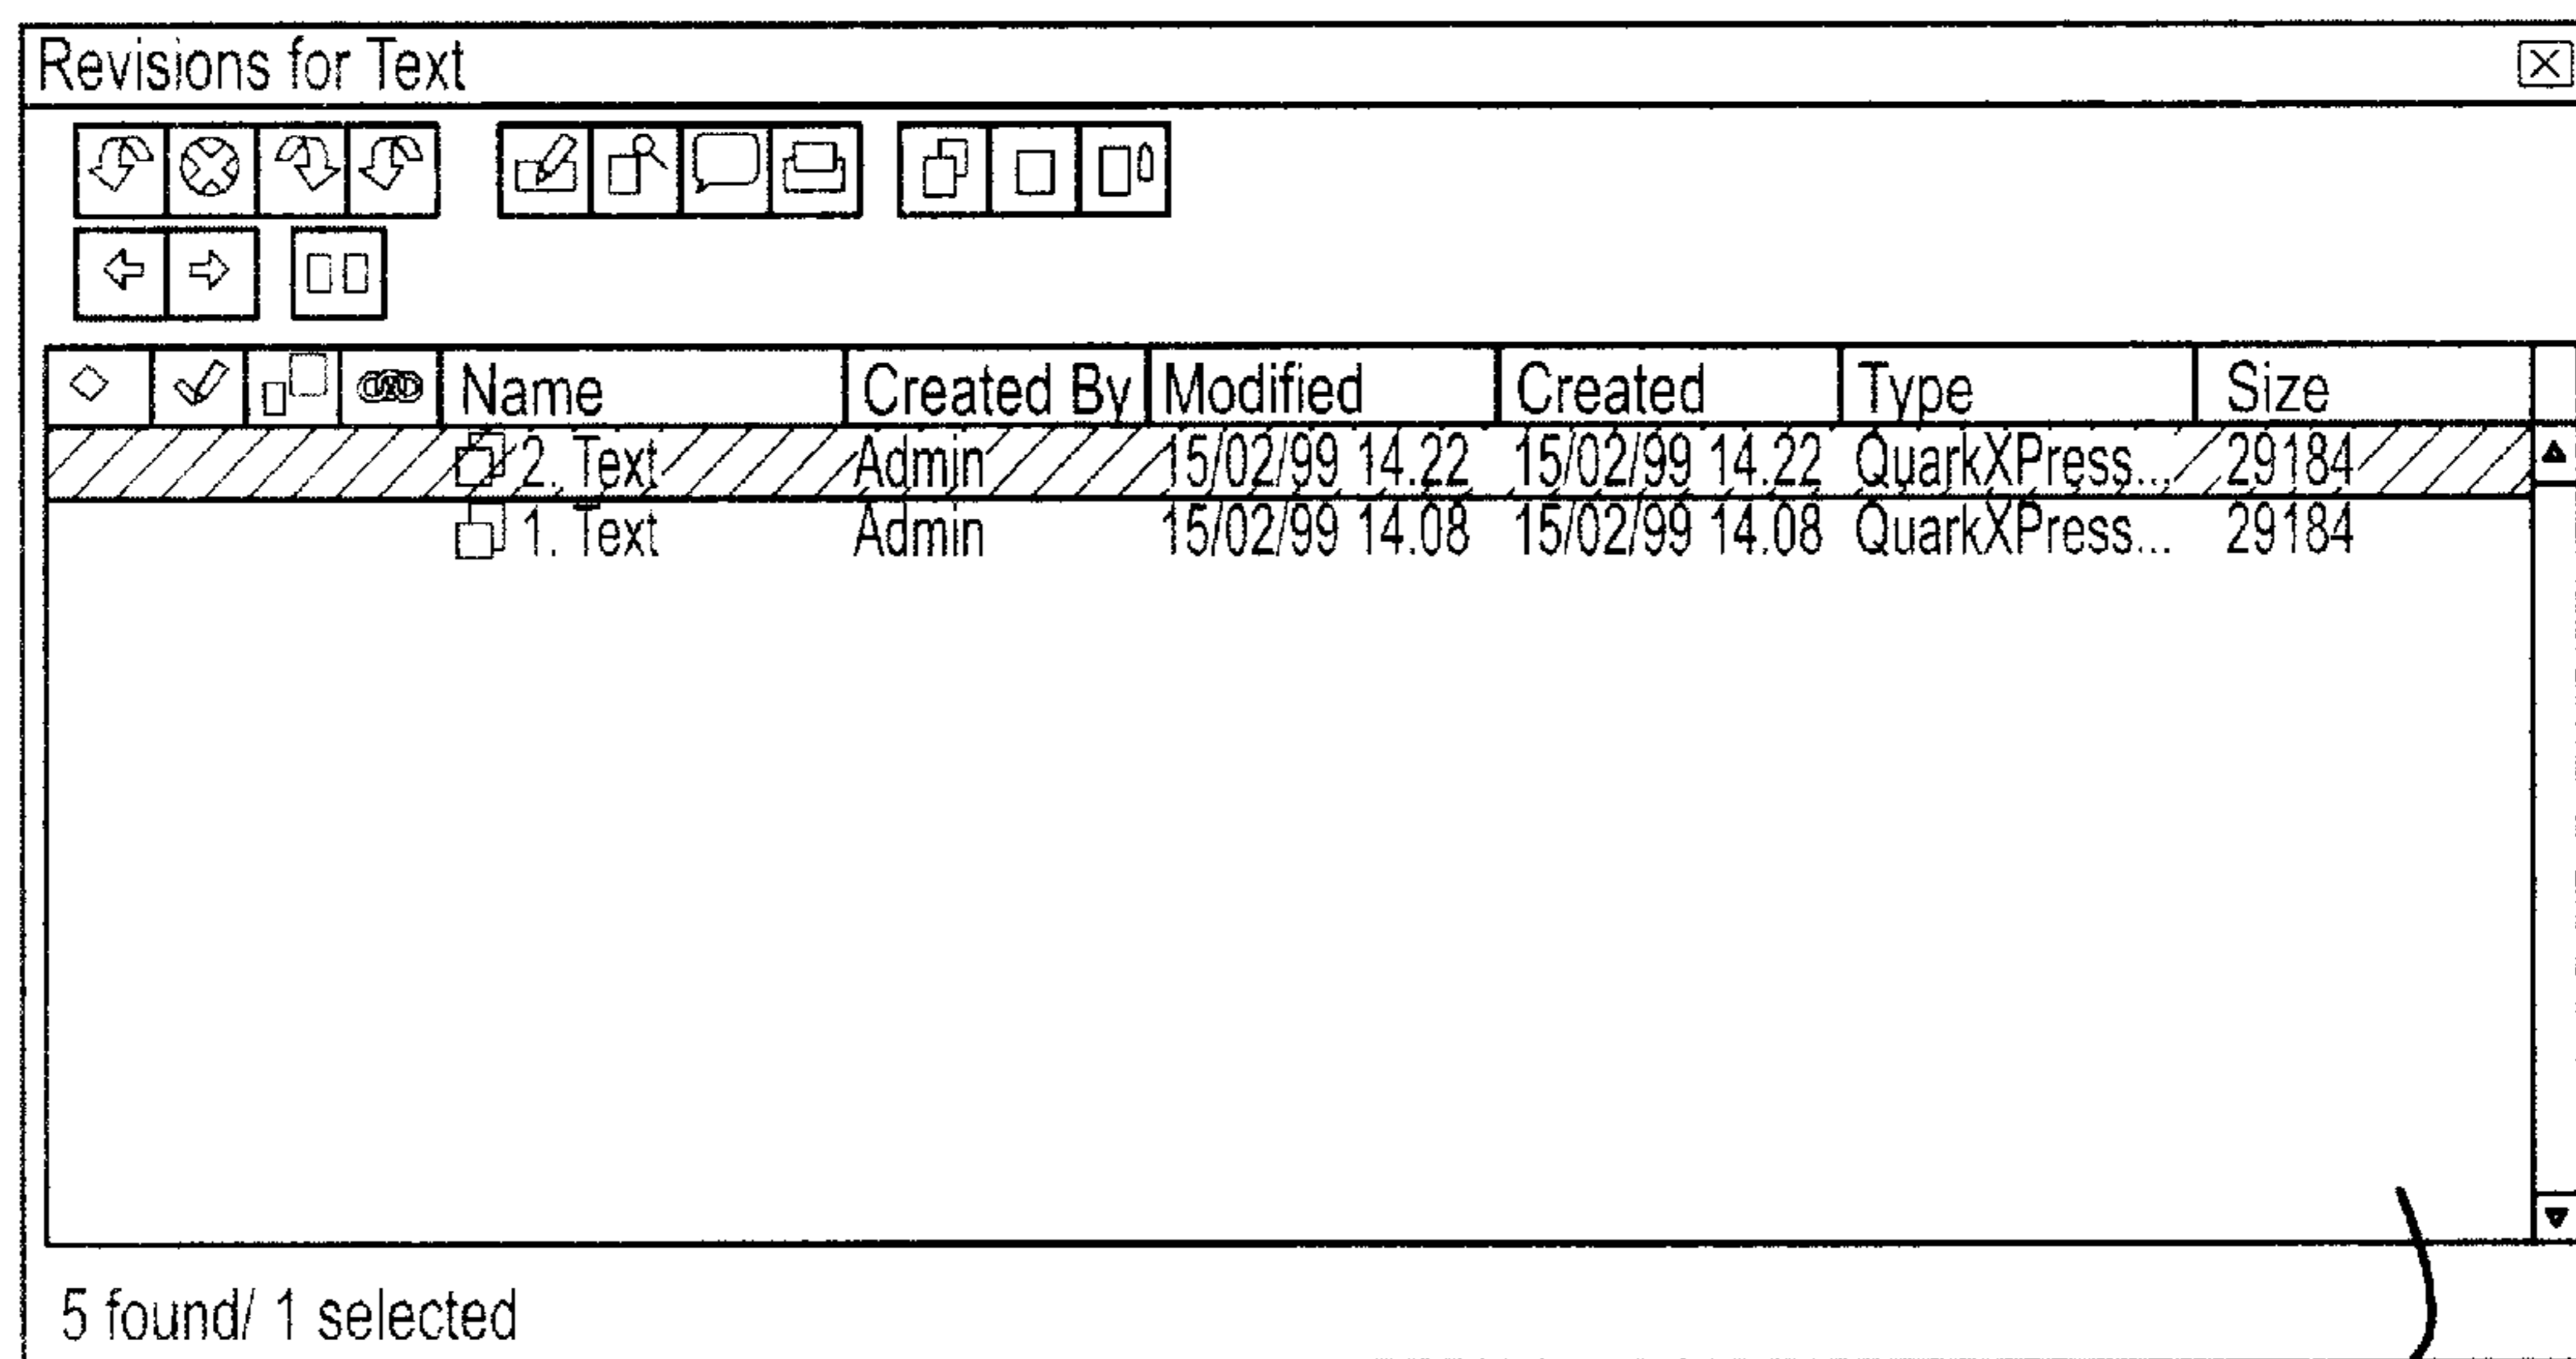 Revisions for Text
Name Created By Modified Created Type Size
2. Text Admin 15/02/99 14.22 15/02/99 14.22 QuarkXPress... 29184
1. Text Admin 15/02/99 14.08 15/02/99 14.08 QuarkXPress... 29184
5 found/ 1 selected